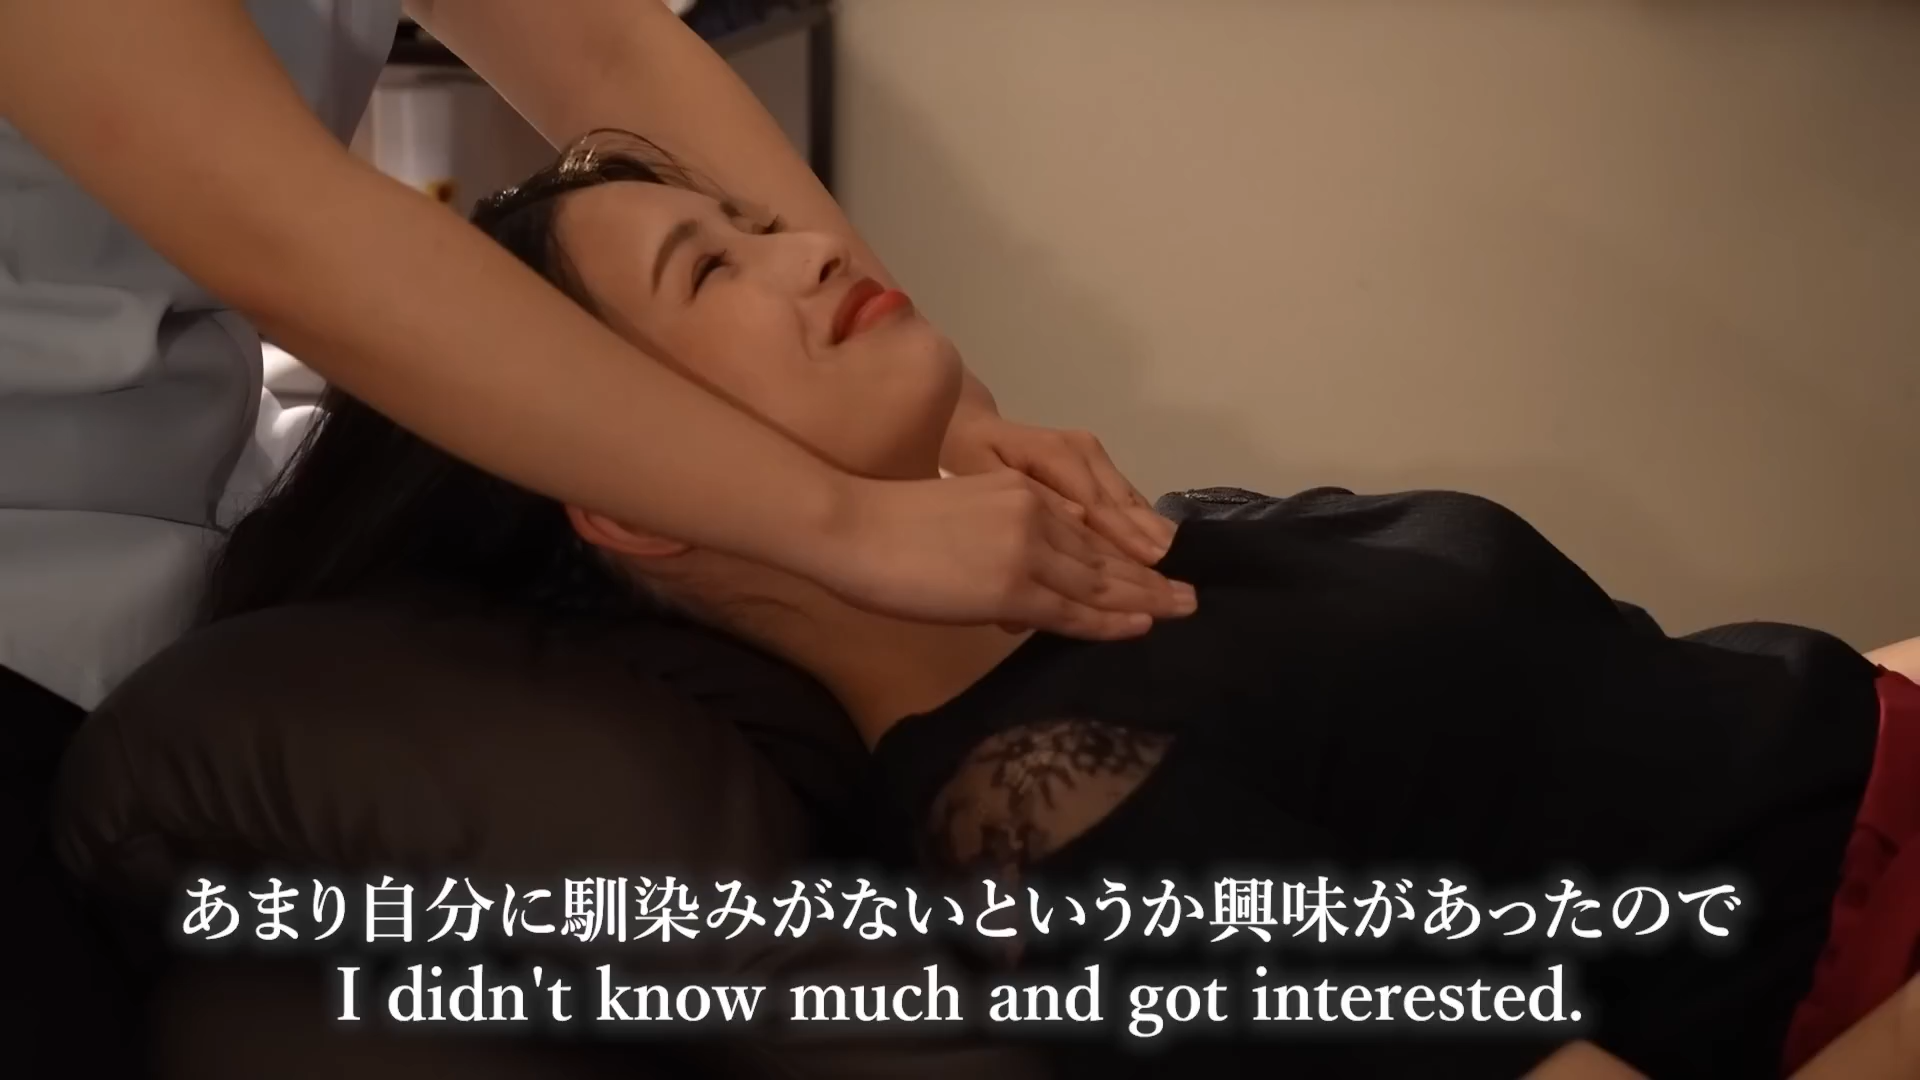 あまり自分に馴染みがないというか興味があったので
I didn't know much and got interested.